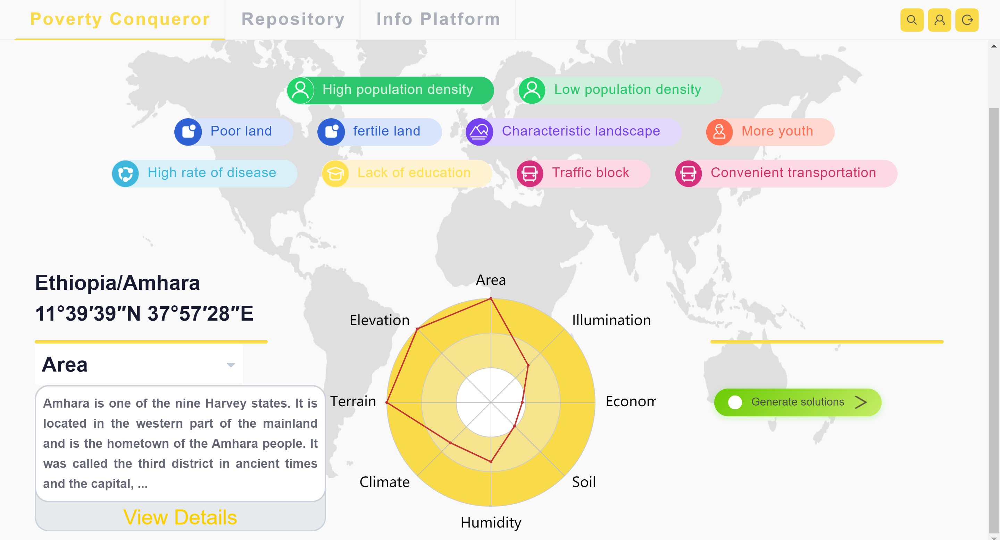 Poverty Conqueror Repository Info Platform
High population density Low population density
Poor land fertile land Characteristic landscape More youth
High rate of disease Lack of education Traffic block Convenient transportation
Ethiopia/Amhara
11°39′39″N 37°57′28″E
Area
Amhara is one of the nine Harvey states. It is
located in the western part of the mainland
and is the hometown of the Amhara people. It
was called the third district in ancient times
and the capital, ...
View Details
Area
Elevation
Illumination
Terrain
Econom
Climate
Soil
Humidity
Generate solutions